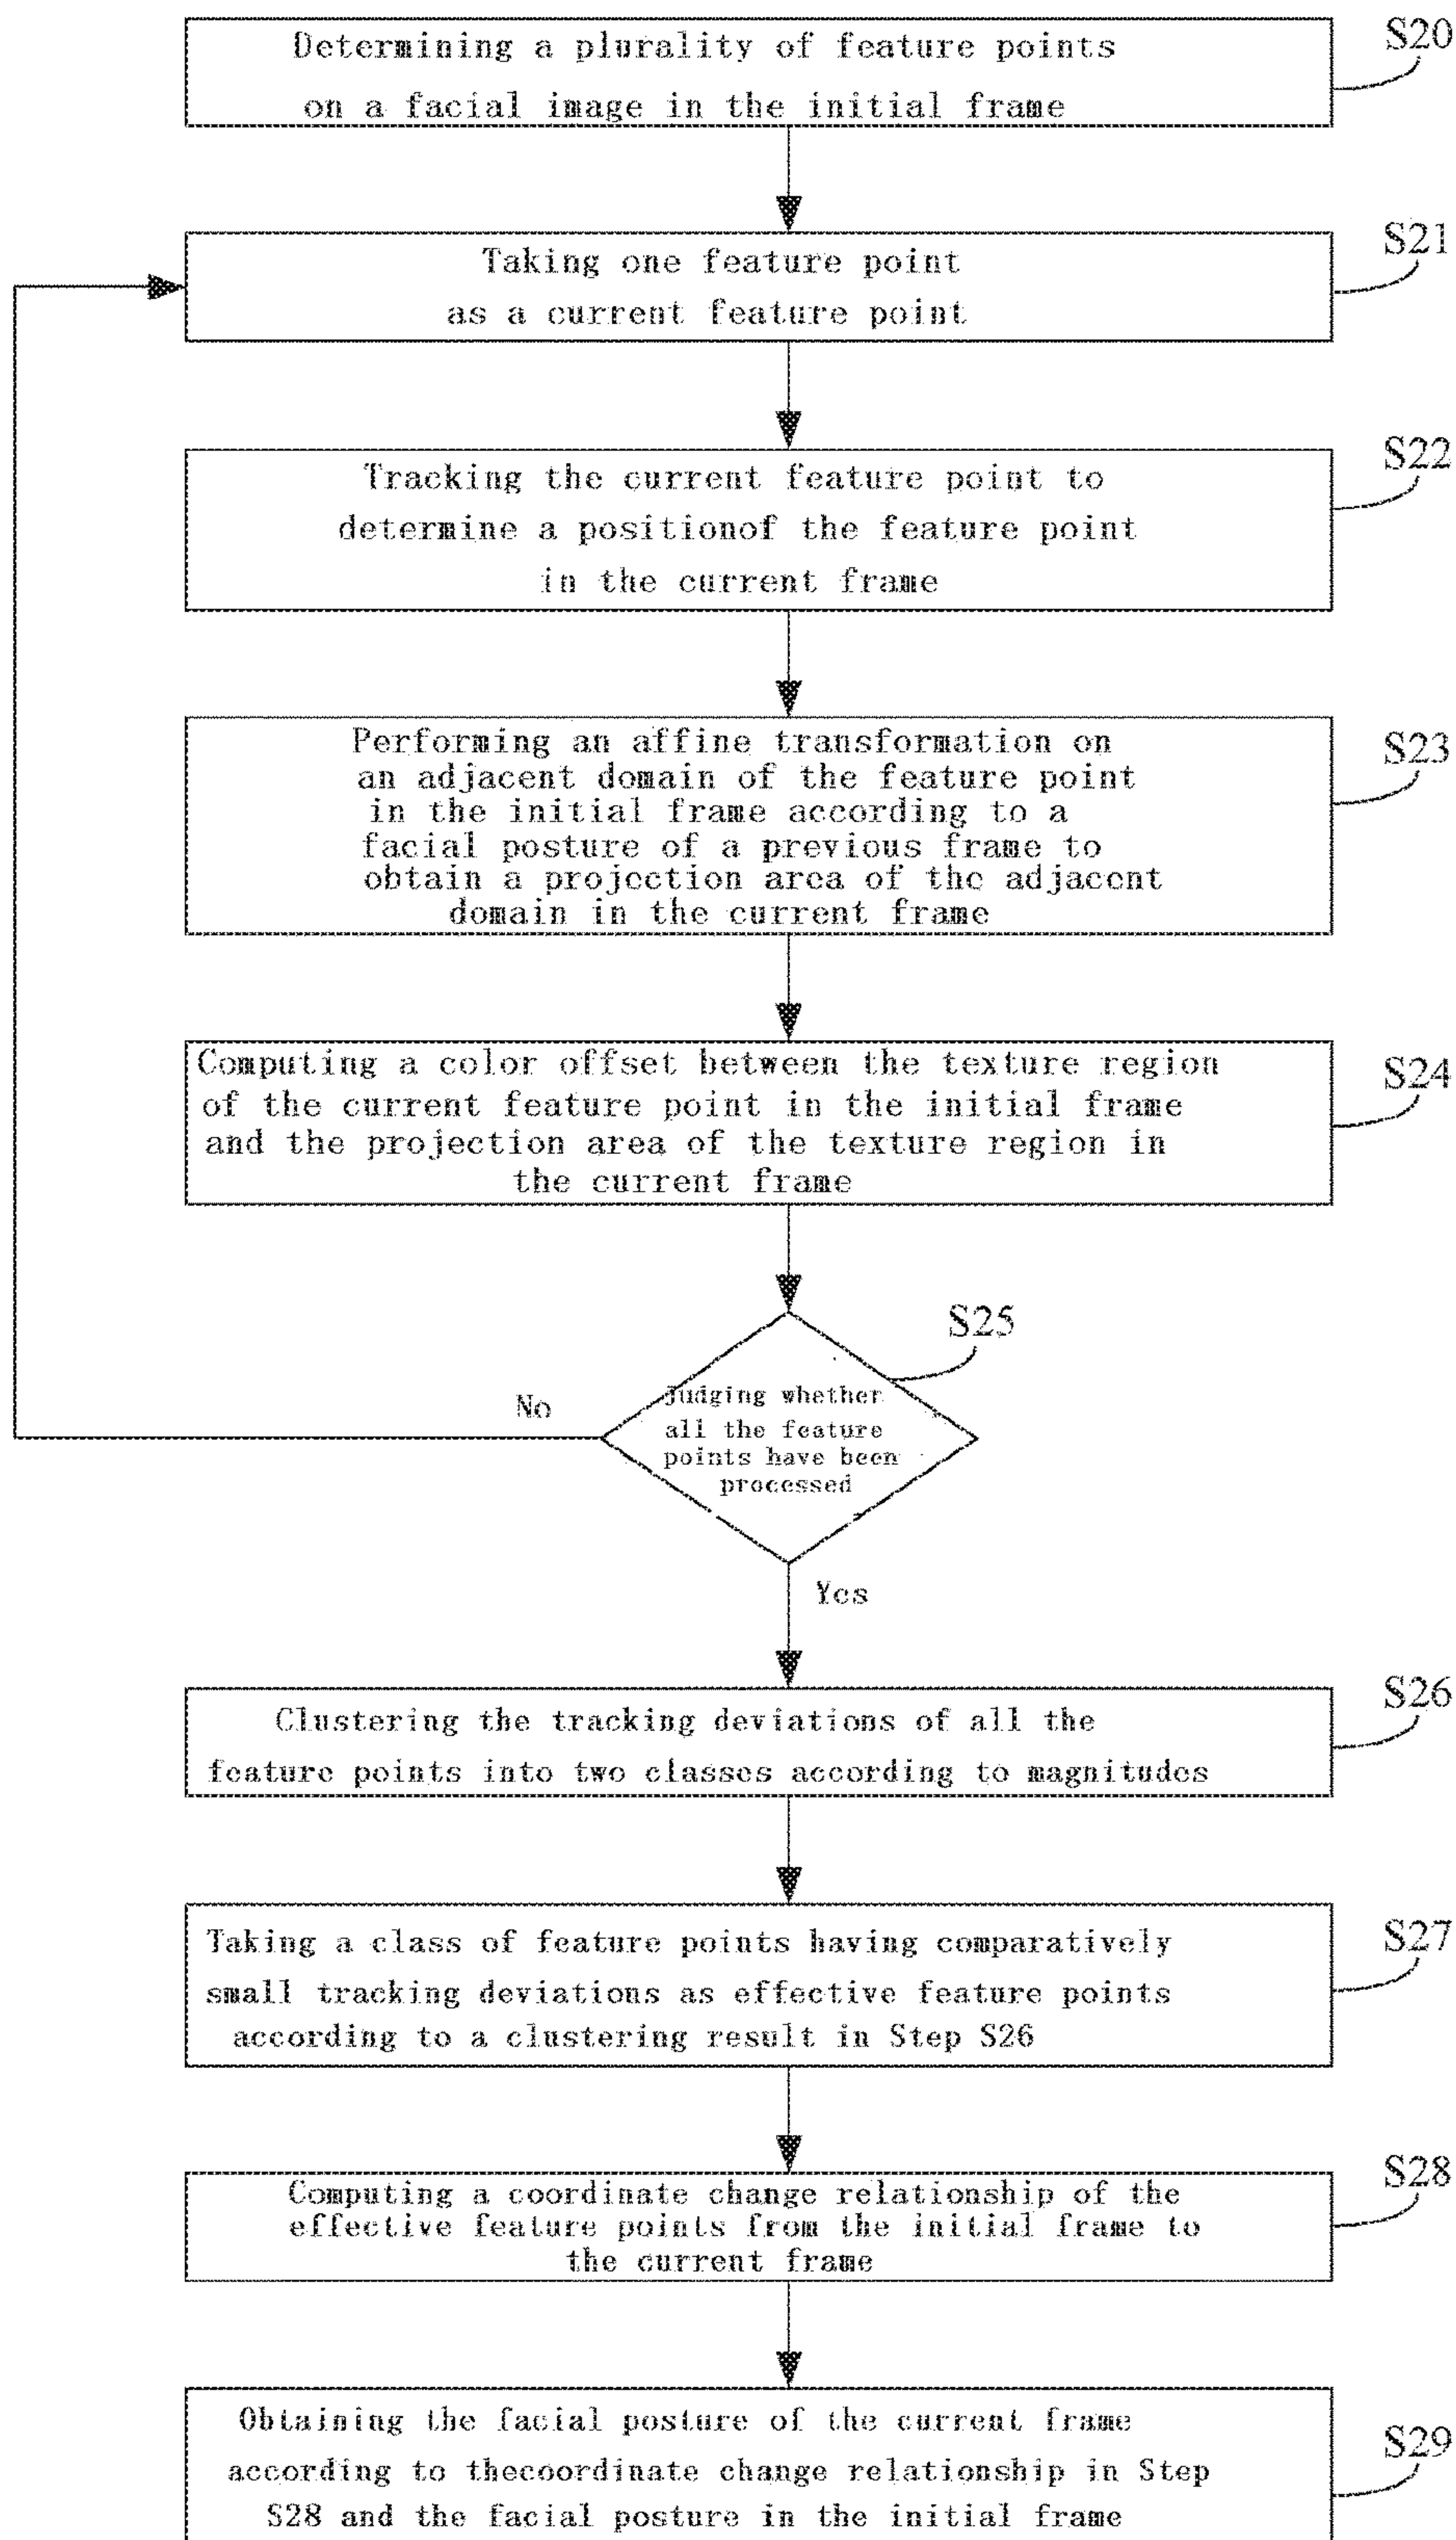 Determining a plurality of feature points
on a facial image in the initial frame
S20
Taking one feature point
as a current feature point
S21
Tracking the current feature point to
determine a positionof the feature point
in the current frame
S22
Performing an affine transformation on
an adjacent domain of the feature point
in the initial frame according to a
facial posture of a previous frame to
obtain a projection area of the adjacent
domain in the current frame
S23
Computing a color offset between the texture region
of the current feature point in the initial frame
and the projection area of the texture region in
the current frame
S24
Judging whether
all the feature
points have been
processed
S25
No
Yes
Clustering the tracking deviations of all the
feature points into two classes according to magnitudes
S26
Taking a class of feature points having comparatively
small tracking deviations as effective feature points
according to a clustering result in Step S26
S27
Computing a coordinate change relationship of the
effective feature points from the initial frame to
the current frame
S28
Obtaining the facial posture of the current frame
according to thecoordinate change relationship in Step
S28 and the facial posture in the initial frame
S29